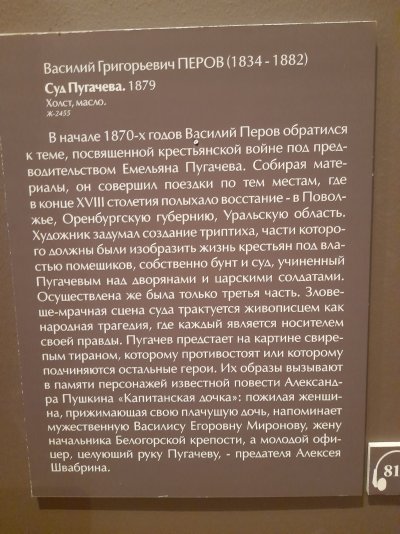 Василий Григорьевич ПЕРОВ (1834 - 1882)
Суд Пугачева. 1879
Холст, масло.
Ж-2455
В начале 1870-х годов Василий Перов обратился
к теме, посвященной крестьянской войне под пред-
водительством Емельяна Пугачева. Собирая мате-
риалы, он совершил поездки по тем местам, где
в конце XVIII столетия полыхало восстание - в Повол-
жье, Оренбургскую губернию, Уральскую область.
Художник задумал создание триптиха, части которо-
го должны были изобразить жизнь крестьян под вла-
стью помещиков, собственно бунт и суд, учиненный
Пугачевым над дворянами и царскими солдатами.
Осуществлена же была только третья часть. Злове-
ще-мрачная сцена суда трактуется живописцем как
народная трагедия, где каждый является носителем
своей правды. Пугачев предстает на картине свире-
пым тираном, которому противостоят или которому
подчиняются остальные герои. Их образы вызывают
в памяти персонажей известной повести Александ-
ра Пушкина «Капитанская дочка»: пожилая женщи-
на, прижимающая свою плачущую дочь, напоминает
мужественную Василису Егоровну Миронову, жену
начальника Белогорской крепости, а молодой офи-
цер, целующий руку Пугачеву, - предателя Алексея
Швабрина.
81